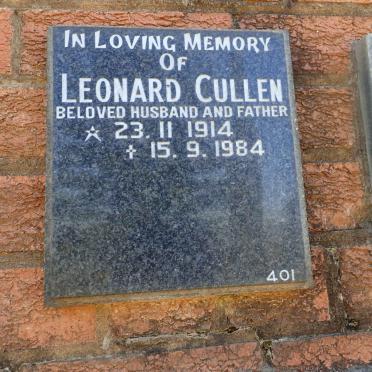 IN LOVING MEMORY
OF
LEONARD CULLEN
BELOVED HUSBAND AND FATHER
☆ 23. 11 1914
✝ 15. 9. 1984
401